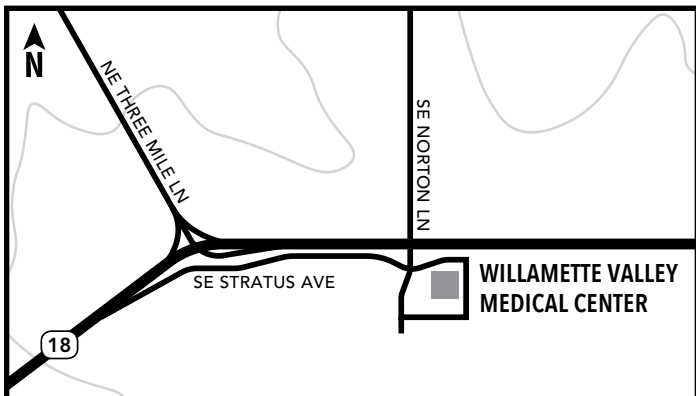 N
NE THREE MILE LN
SE NORTON LN
SE STRATUS AVE
WILLAMETTE VALLEY
MEDICAL CENTER
18